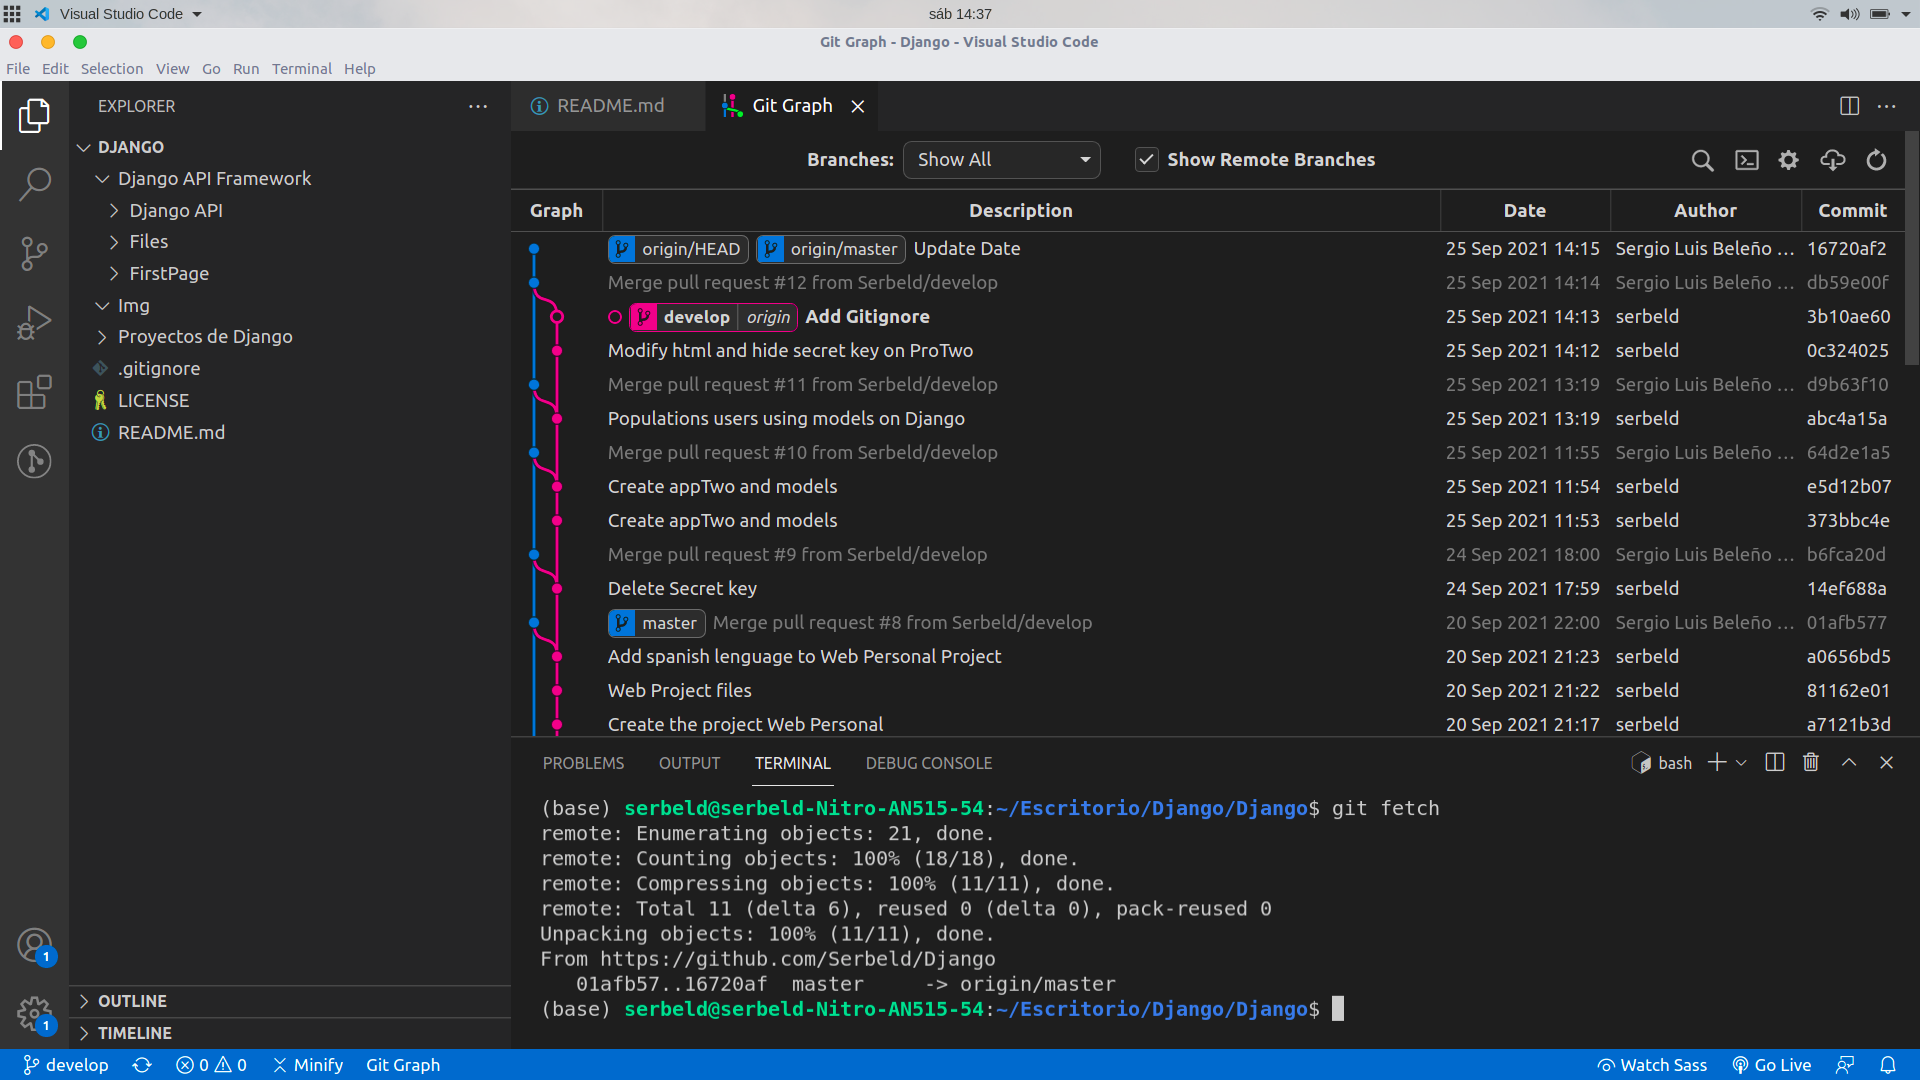 Visual Studio Code
sáb 14:37
Git Graph - Django - Visual Studio Code
File Edit Selection View Go Run Terminal Help
EXPLORER
DJANGO
Django API Framework
Django API
Files
FirstPage
Img
Proyectos de Django
.gitignore
LICENSE
README.md
OUTLINE
TIMELINE
1
1
README.md Git Graph
Branches: Show All Show Remote Branches
Graph Description Date Author Commit
origin/HEAD origin/master Update Date 25 Sep 2021 14:15 Sergio Luis Beleño ... 16720af2
Merge pull request #12 from Serbeld/develop 25 Sep 2021 14:14 Sergio Luis Beleño ... db59e00f
develop origin Add Gitignore 25 Sep 2021 14:13 serbeld 3b10ae60
Modify html and hide secret key on ProTwo 25 Sep 2021 14:12 serbeld 0c324025
Merge pull request #11 from Serbeld/develop 25 Sep 2021 13:19 Sergio Luis Beleño ... d9b63f10
Populations users using models on Django 25 Sep 2021 13:19 serbeld abc4a15a
Merge pull request #10 from Serbeld/develop 25 Sep 2021 11:55 Sergio Luis Beleño ... 64d2e1a5
Create appTwo and models 25 Sep 2021 11:54 serbeld e5d12b07
Create appTwo and models 25 Sep 2021 11:53 serbeld 373bbc4e
Merge pull request #9 from Serbeld/develop 24 Sep 2021 18:00 Sergio Luis Beleño ... b6fca20d
Delete Secret key 24 Sep 2021 17:59 serbeld 14ef688a
master Merge pull request #8 from Serbeld/develop 20 Sep 2021 22:00 Sergio Luis Beleño ... 01afb577
Add spanish lenguage to Web Personal Project 20 Sep 2021 21:23 serbeld a0656bd5
Web Project files 20 Sep 2021 21:22 serbeld 81162e01
Create the project Web Personal 20 Sep 2021 21:17 serbeld a7121b3d
PROBLEMS OUTPUT TERMINAL DEBUG CONSOLE bash
(base) serbeld@serbeld-Nitro-AN515-54:~/Escritorio/Django/Django$ git fetch
remote: Enumerating objects: 21, done.
remote: Counting objects: 100% (18/18), done.
remote: Compressing objects: 100% (11/11), done.
remote: Total 11 (delta 6), reused 0 (delta 0), pack-reused 0
Unpacking objects: 100% (11/11), done.
From https://github.com/Serbeld/Django
01afb57..16720af master -> origin/master
(base) serbeld@serbeld-Nitro-AN515-54:~/Escritorio/Django/Django$
develop 0 0 Minify Git Graph Watch Sass Go Live